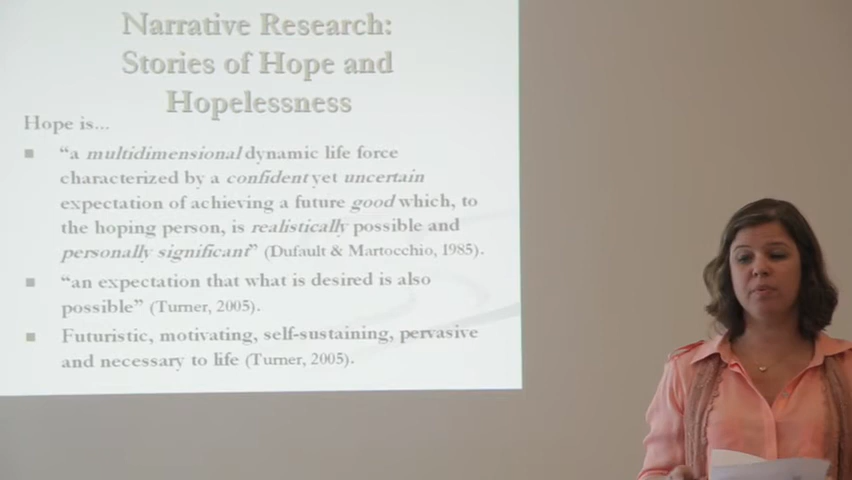 Narrative Research:
Stories of Hope and
Hopelessness
Hope is...
■ “a multidimensional dynamic life force
characterized by a confident yet uncertain
expectation of achieving a future good which, to
the hoping person, is realistically possible and
personally significant” (Dufault & Martocchio, 1985).
■ “an expectation that what is desired is also
possible” (Turner, 2005).
■ Futuristic, motivating, self-sustaining, pervasive
and necessary to life (Turner, 2005).